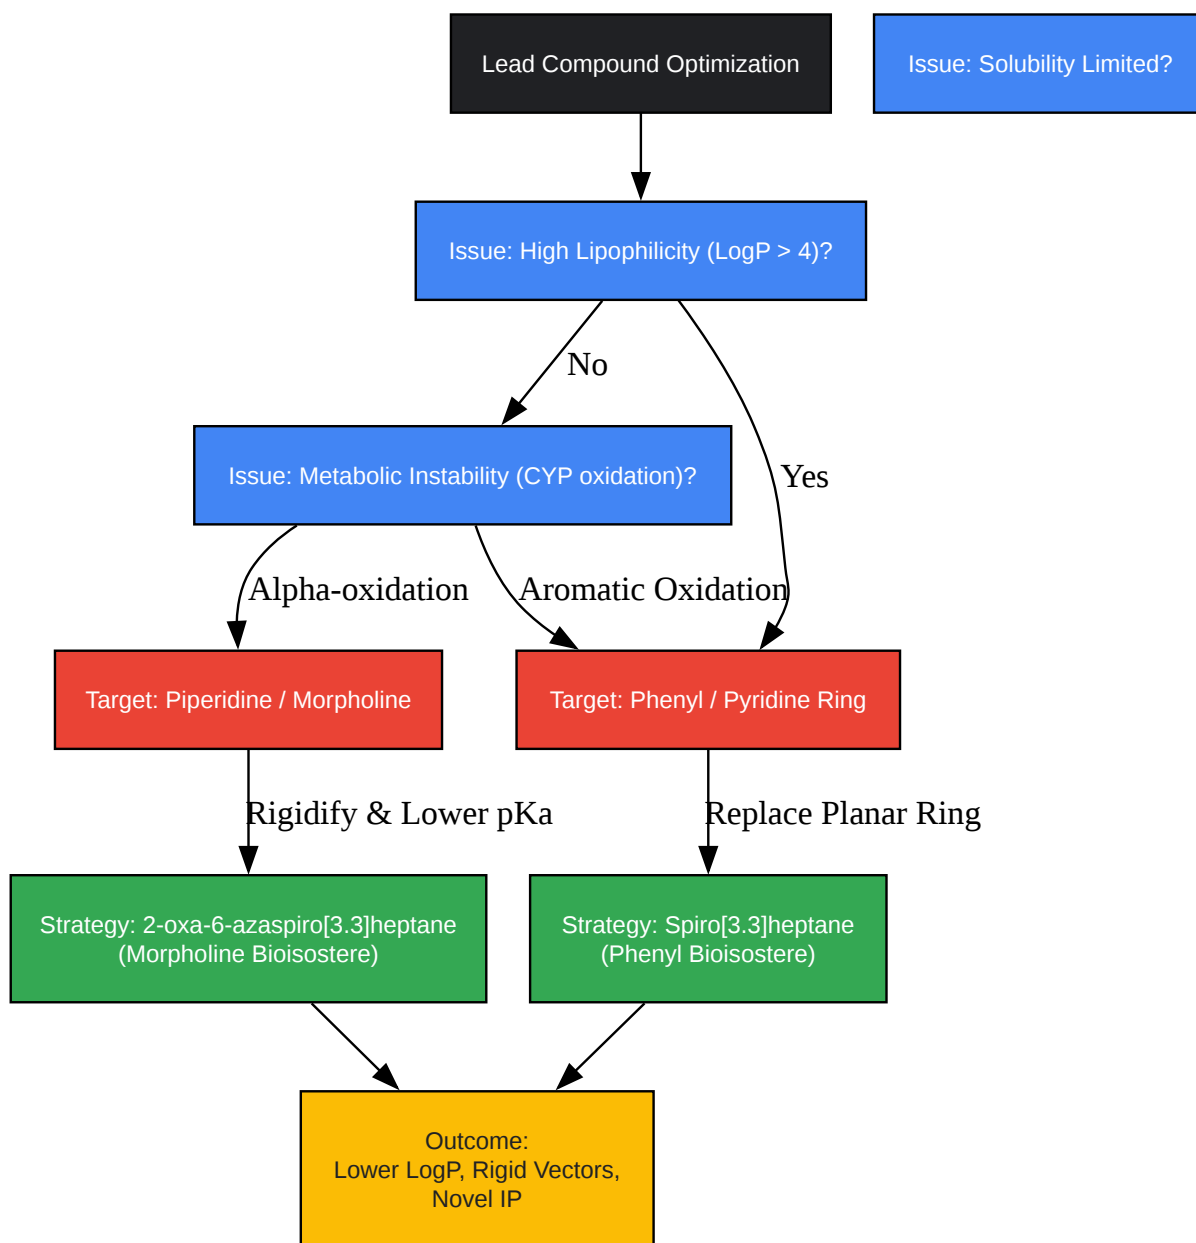 Lead Compound Optimization
Issue: Solubility Limited?
Issue: High Lipophilicity (LogP > 4)?
No
Issue: Metabolic Instability (CYP oxidation)?
Yes
Alpha-oxidation
Aromatic Oxidation
Target: Piperidine / Morpholine
Target: Phenyl / Pyridine Ring
Rigidify & Lower pKa
Replace Planar Ring
Strategy: 2-oxa-6-azaspiro[3.3]heptane
(Morpholine Bioisostere)
Strategy: Spiro[3.3]heptane
(Phenyl Bioisostere)
Outcome:
Lower LogP, Rigid Vectors,
Novel IP